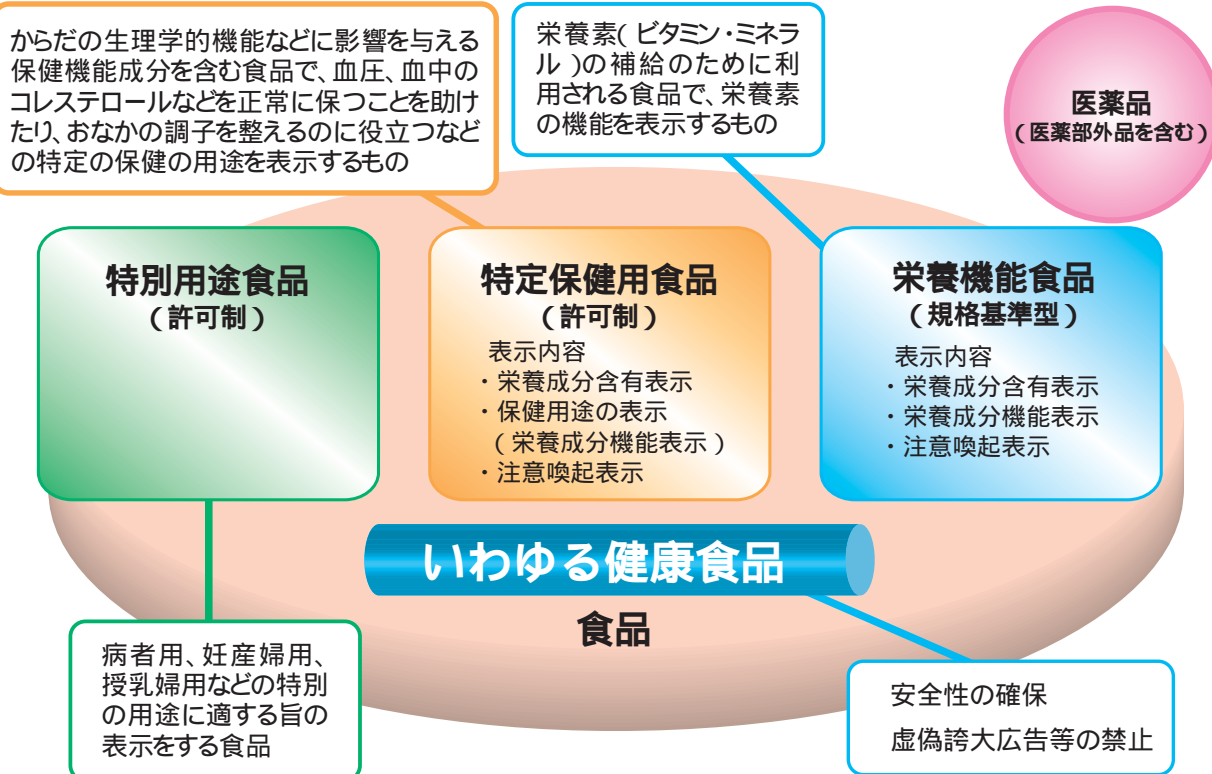 からだの生理学的機能などに影響を与える
保健機能成分を含む食品で、血圧、血中の
コレステロールなどを正常に保つことを助け
たり、おなかの調子を整えるのに役立つなど
の特定の保健の用途を表示するもの
栄養素(ビタミン・ミネラ
ル)の補給のために利
用される食品で、栄養素
の機能を表示するもの
医薬品
(医薬部外品を含む)
特別用途食品
(許可制)
特定保健用食品
(許可制)
表示内容
・栄養成分含有表示
・保健用途の表示
(栄養成分機能表示)
・注意喚起表示
栄養機能食品
(規格基準型)
表示内容
・栄養成分含有表示
・栄養成分機能表示
・注意喚起表示
いわゆる健康食品
食品
病者用、妊産婦用、
授乳婦用などの特別
の用途に適する旨の
表示をする食品
安全性の確保
虚偽誇大広告等の禁止